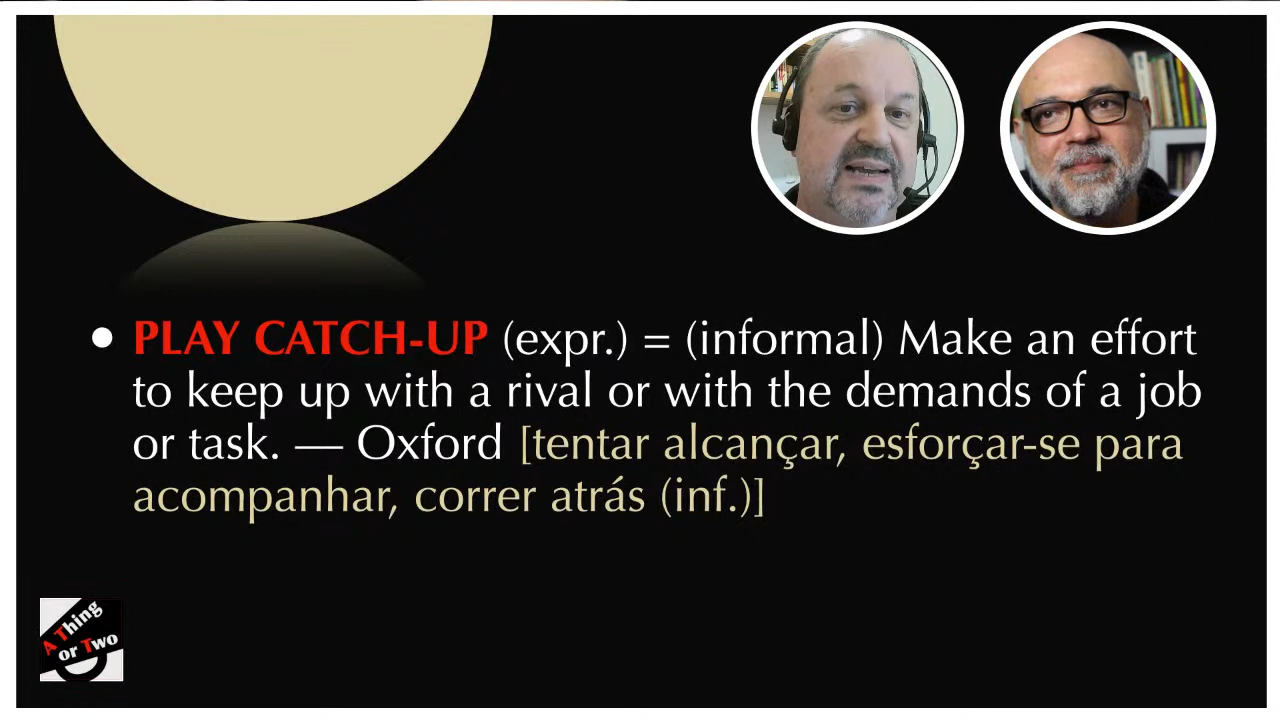 PLAY CATCH-UP (expr.) = (informal) Make an effort
to keep up with a rival or with the demands of a job
or task. — Oxford [tentar alcançar, esforçar-se para
acompanhar, correr atrás (inf.)]
A Thing
or Two